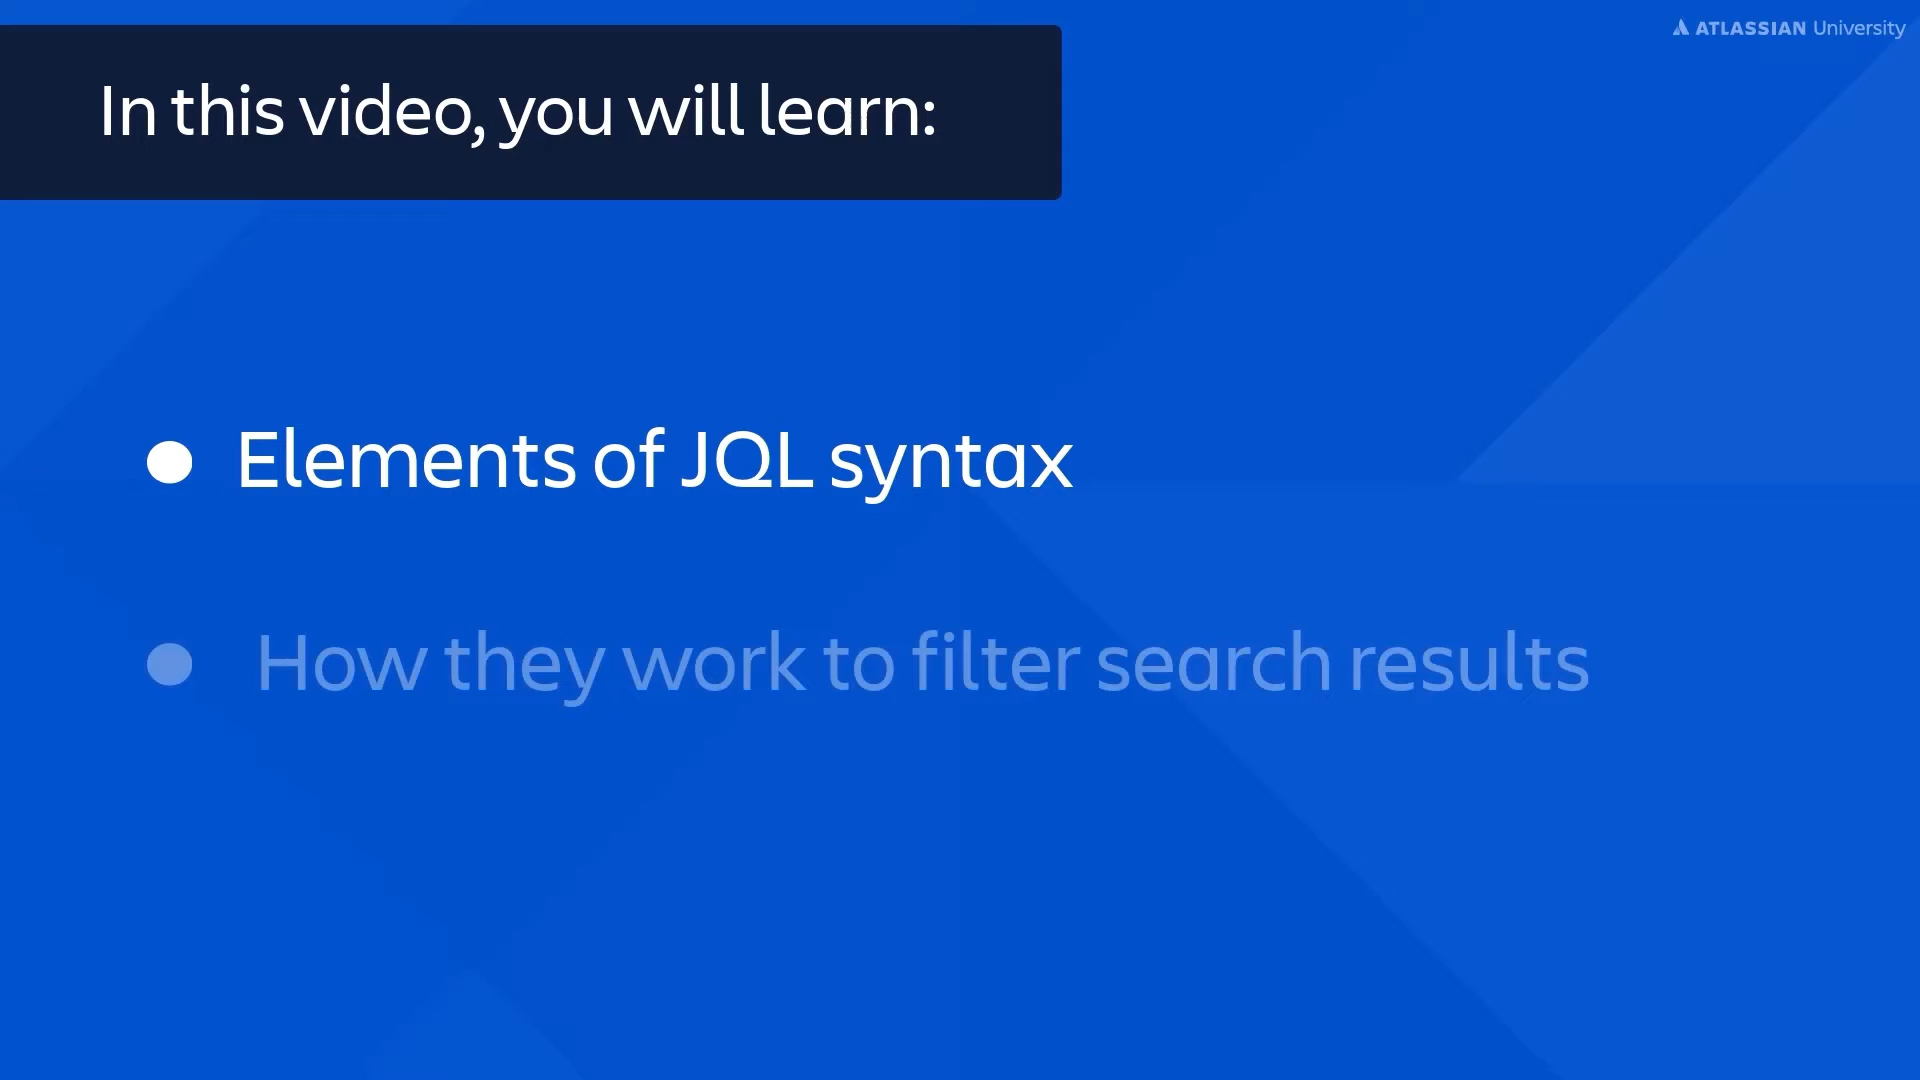 ATLASSIAN University
In this video, you will learn:
● Elements of JQL syntax
● How they work to filter search results